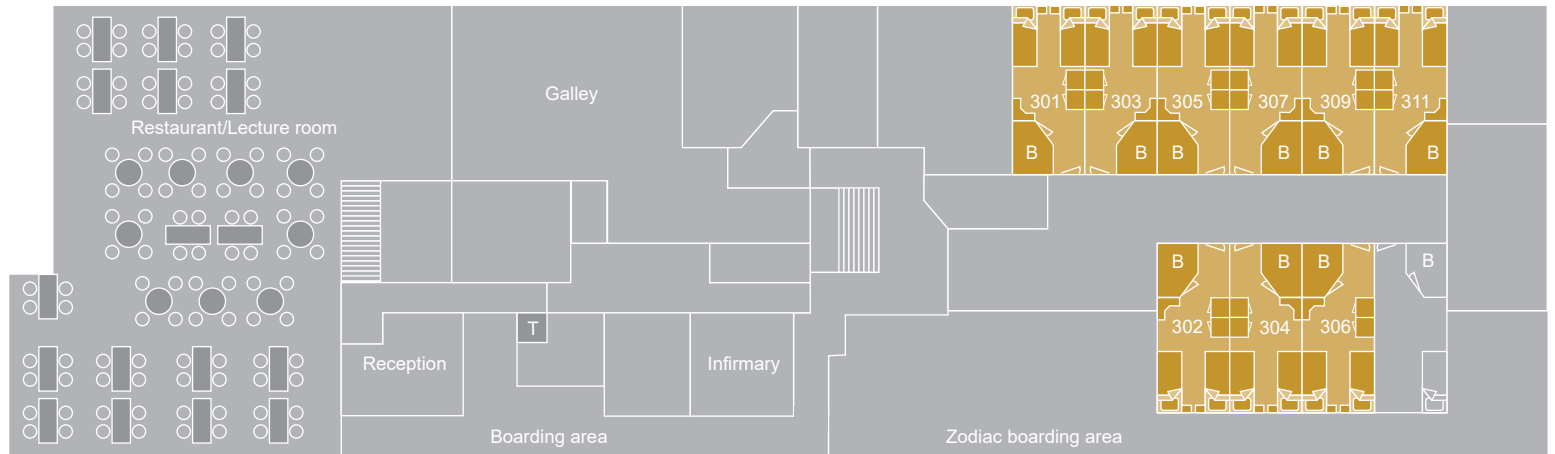 Galley
301 303 305 307 309 311
Restaurant/Lecture room
B B B B B B
B B B B
302 304 306
T
Reception
Infirmary
Boarding area
Zodiac boarding area